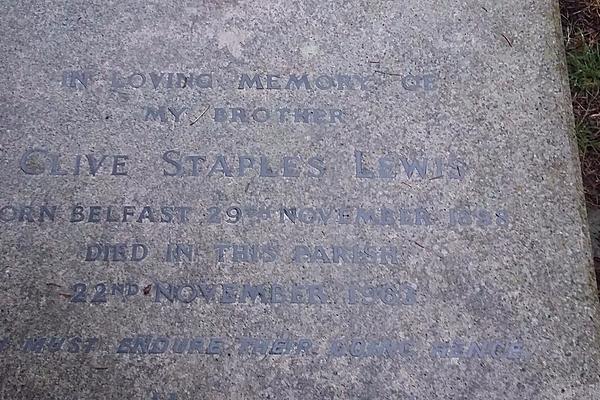 IN LOVING MEMORY OF
MY BROTHER
CLIVE STAPLES LEWIS
ORN BELFAST 29TH NOVEMBER 1898
DIED IN THIS PARISH
22ND NOVEMBER 1963
MUST ENDURE THEIR GOING HENCE